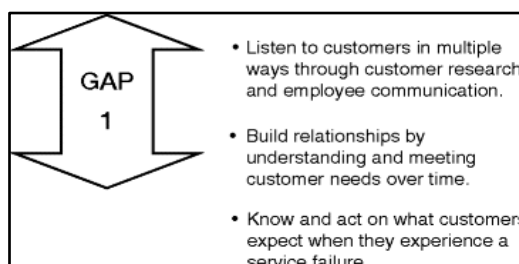 GAP
1
• Listen to customers in multiple
ways through customer research
and employee communication.
• Build relationships by
understanding and meeting
customer needs over time.
• Know and act on what customers
expect when they experience a
service failure